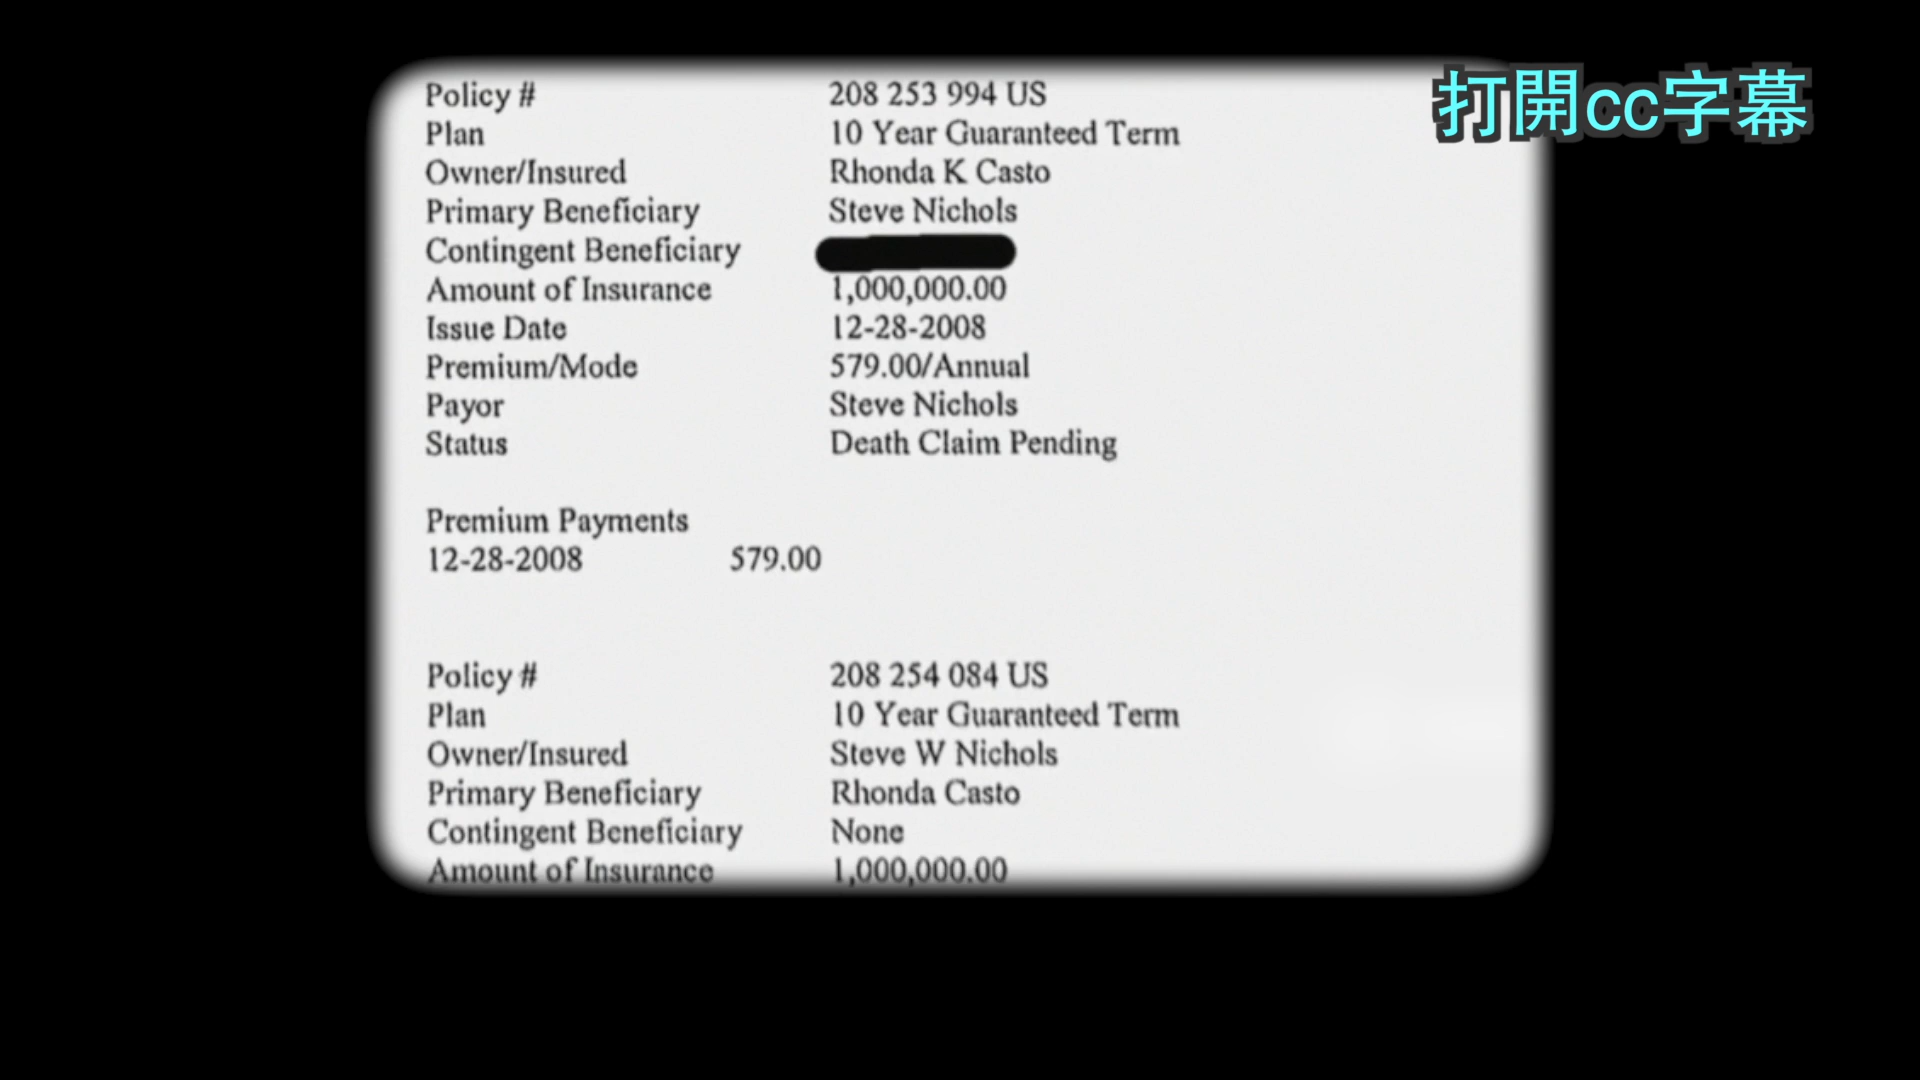 打開cc字幕
Policy # 208 253 994 US
Plan 10 Year Guaranteed Term
Owner/Insured Rhonda K Casto
Primary Beneficiary Steve Nichols
Contingent Beneficiary
Amount of Insurance 1,000,000.00
Issue Date 12-28-2008
Premium/Mode 579.00/Annual
Payor Steve Nichols
Status Death Claim Pending
Premium Payments
12-28-2008 579.00
Policy # 208 254 084 US
Plan 10 Year Guaranteed Term
Owner/Insured Steve W Nichols
Primary Beneficiary Rhonda Casto
Contingent Beneficiary None
Amount of Insurance 1,000,000.00